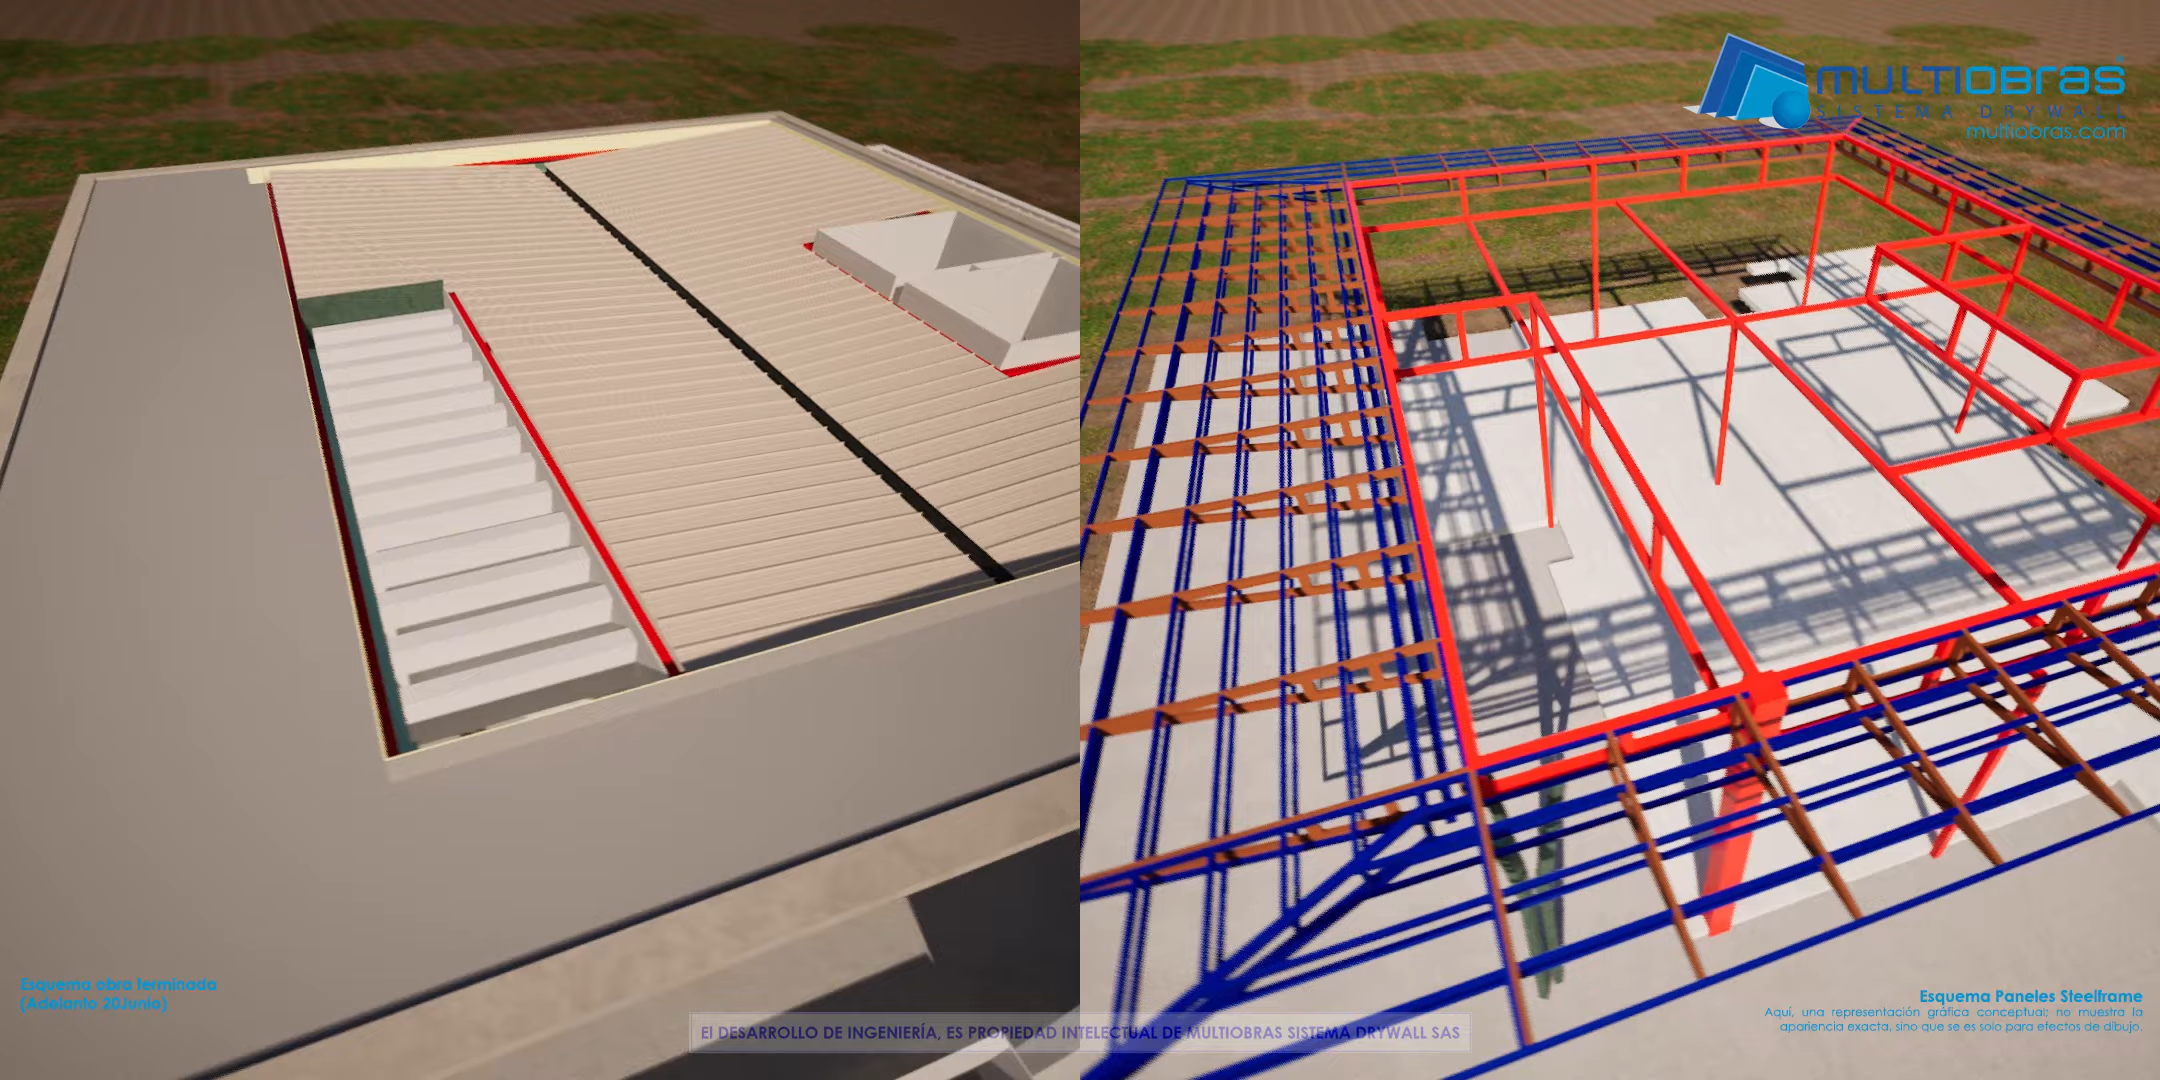 MULTIOBRAS
SISTEMA DRYWALL
multiobras.com
Esquema obra terminada
(Adelanto 20Junio)
Esquema Paneles Steelframe
Aquí, una representación gráfica conceptual; no muestra la
apariencia exacta, sino que se es solo para efectos de dibujo.
El DESARROLLO DE INGENIERÍA, ES PROPIEDAD INTELECTUAL DE MULTIOBRAS SISTEMA DRYWALL SAS